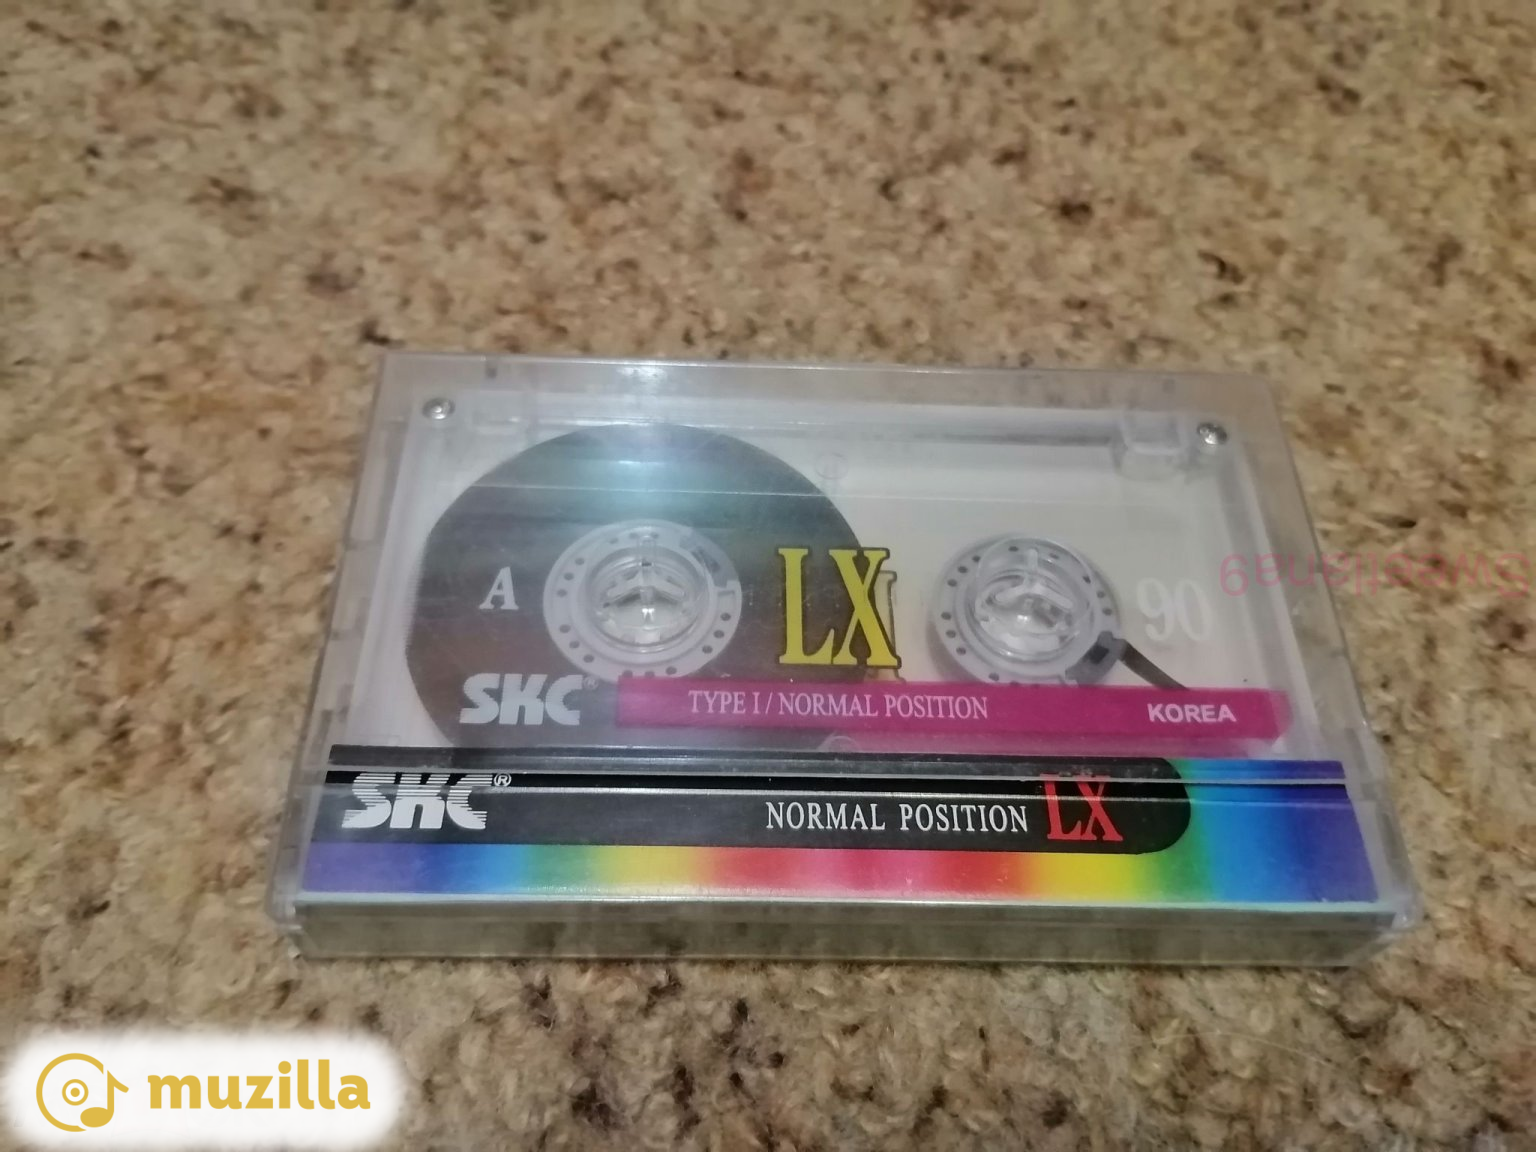 A LX 90
SKC®
TYPE I / NORMAL POSITION KOREA
SKC® NORMAL POSITION LX
Sweetlana9
muzilla